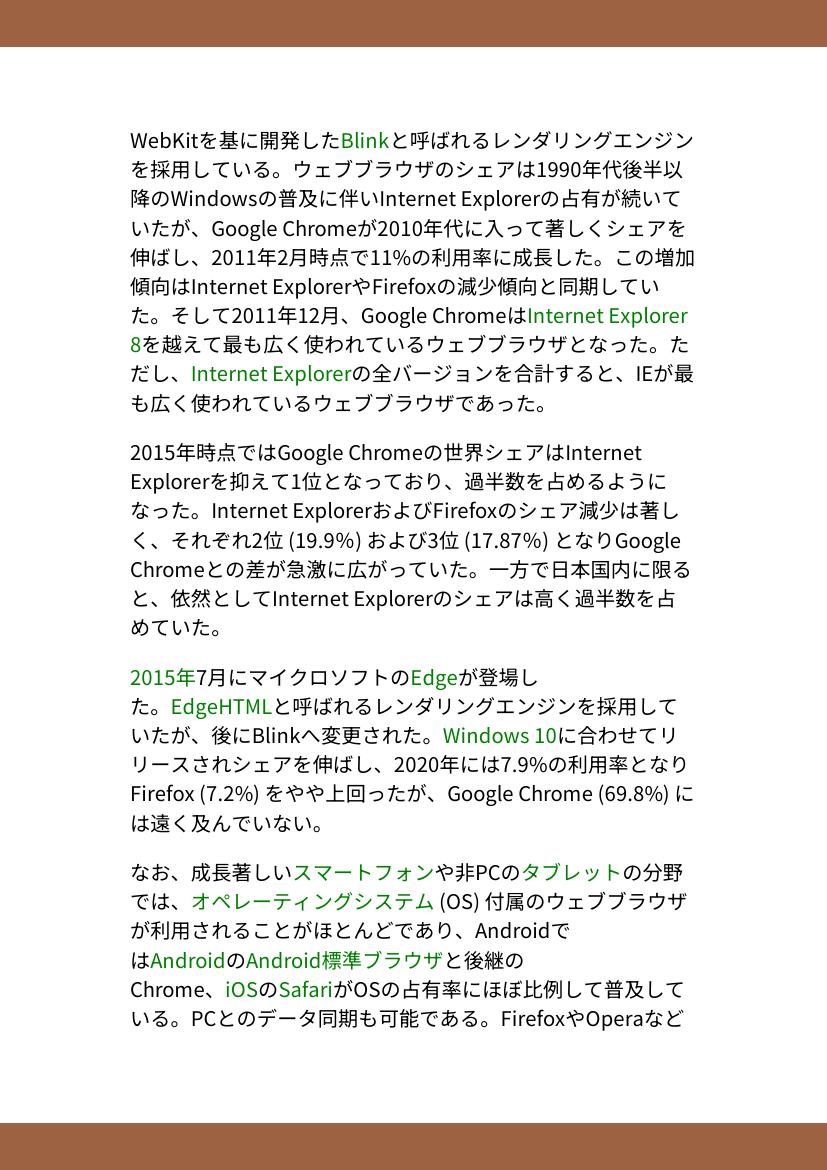 WebKitを基に開発したBlinkと呼ばれるレンダリングエンジン
を採用している。ウェブブラウザのシェアは1990年代後半以
降のWindowsの普及に伴いInternet Explorerの占有が続いて
いたが、Google Chromeが2010年代に入って著しくシェアを
伸ばし、2011年2月時点で11%の利用率に成長した。この増加
傾向はInternet ExplorerやFirefoxの減少傾向と同期してい
た。そして2011年12月、Google ChromeはInternet Explorer
8を越えて最も広く使われているウェブブラウザとなった。た
だし、Internet Explorerの全バージョンを合計すると、IEが最
も広く使われているウェブブラウザであった。
2015年時点ではGoogle Chromeの世界シェアはInternet
Explorerを抑えて1位となっており、過半数を占めるように
なった。Internet ExplorerおよびFirefoxのシェア減少は著し
く、それぞれ2位 (19.9%) および3位 (17.87%) となりGoogle
Chromeとの差が急激に広がっていた。一方で日本国内に限る
と、依然としてInternet Explorerのシェアは高く過半数を占
めていた。
2015年7月にマイクロソフトのEdgeが登場し
た。EdgeHTMLと呼ばれるレンダリングエンジンを採用して
いたが、後にBlinkへ変更された。Windows 10に合わせてリ
リースされシェアを伸ばし、2020年には7.9%の利用率となり
Firefox (7.2%) をやや上回ったが、Google Chrome (69.8%) に
は遠く及んでいない。
なお、成長著しいスマートフォンや非PCのタブレットの分野
では、オペレーティングシステム (OS) 付属のウェブブラウザ
が利用されることがほとんどであり、Androidで
はAndroidのAndroid標準ブラウザと後継の
Chrome、iOSのSafariがOSの占有率にほぼ比例して普及して
いる。PCとのデータ同期も可能である。FirefoxやOperaなど